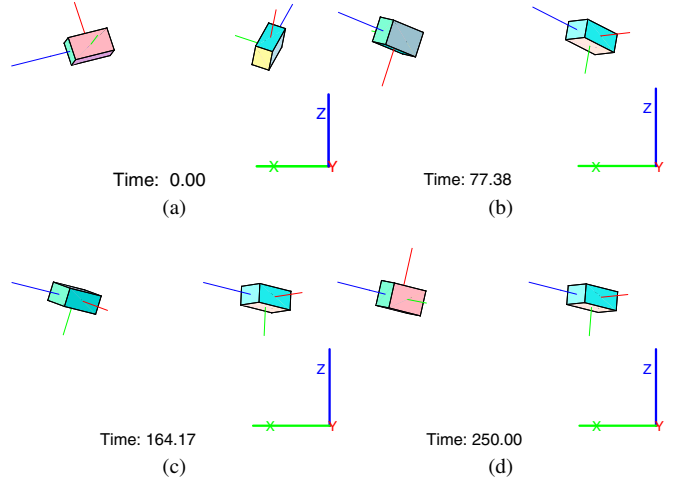 Z
X Y
Time: 0.00
(a)
Z
X Y
Time: 77.38
(b)
Z
X Y
Time: 164.17
(c)
Z
X Y
Time: 250.00
(d)